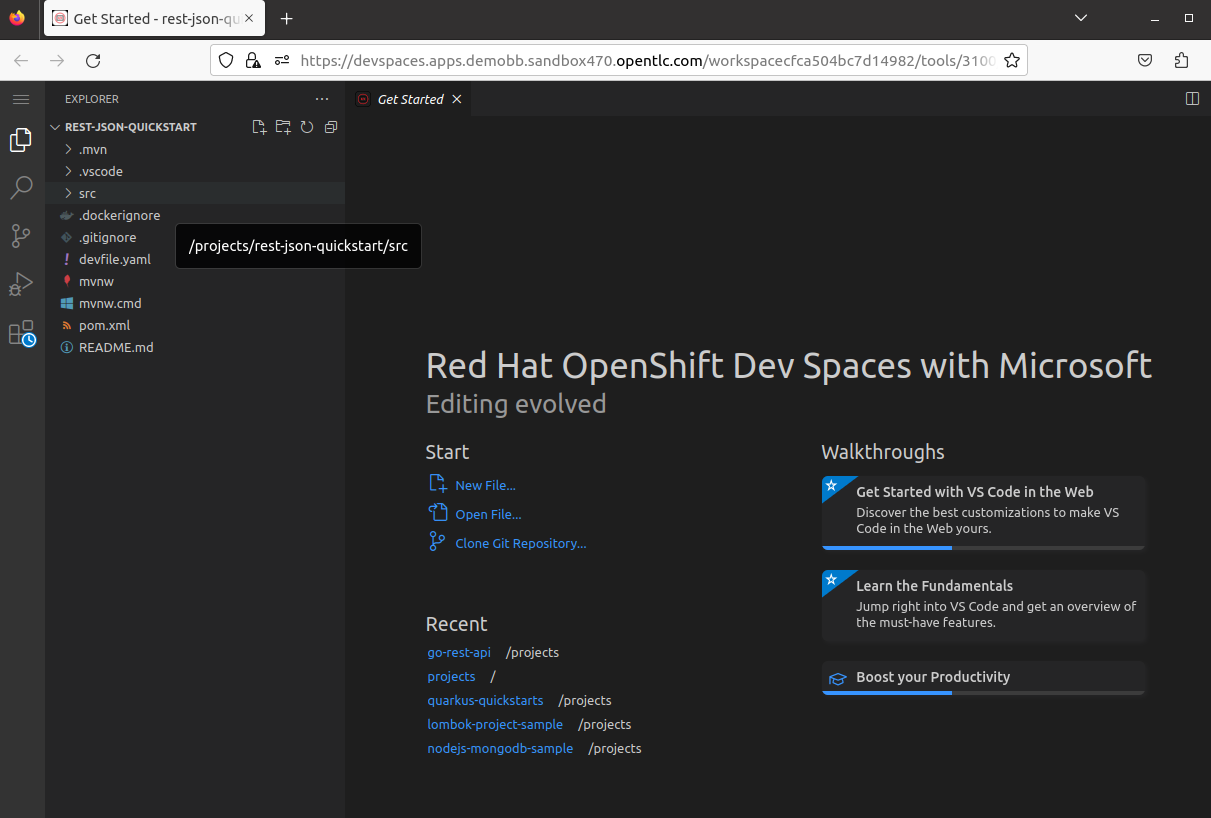 Get Started - rest-json-qu
https://devspaces.apps.demobb.sandbox470.opentlc.com/workspacecfca504bc7d14982/tools/3100
EXPLORER
Get Started
REST-JSON-QUICKSTART
.mvn
.vscode
src
.dockerignore
.gitignore
/projects/rest-json-quickstart/src
devfile.yaml
mvnw
mvnw.cmd
pom.xml
README.md
Red Hat OpenShift Dev Spaces with Microsoft
Editing evolved
Start
New File...
Open File...
Clone Git Repository...
Recent
go-rest-api /projects
projects /
quarkus-quickstarts /projects
lombok-project-sample /projects
nodejs-mongodb-sample /projects
Walkthroughs
Get Started with VS Code in the Web
Discover the best customizations to make VS
Code in the Web yours.
Learn the Fundamentals
Jump right into VS Code and get an overview of
the must-have features.
Boost your Productivity